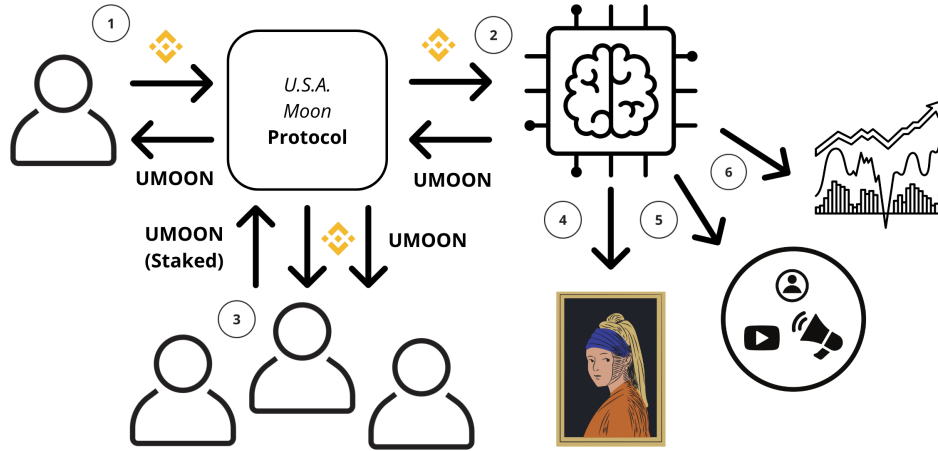 1
2
U.S.A.
Moon
Protocol
UMOON
UMOON
6
4
5
UMOON
(Staked)
UMOON
3